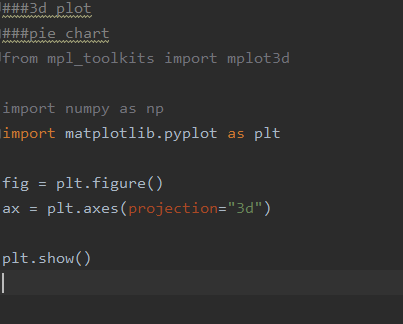 ###3d plot
###pie chart
from mpl_toolkits import mplot3d
import numpy as np
import matplotlib.pyplot as plt
fig = plt.figure()
ax = plt.axes(projection="3d")
plt.show()